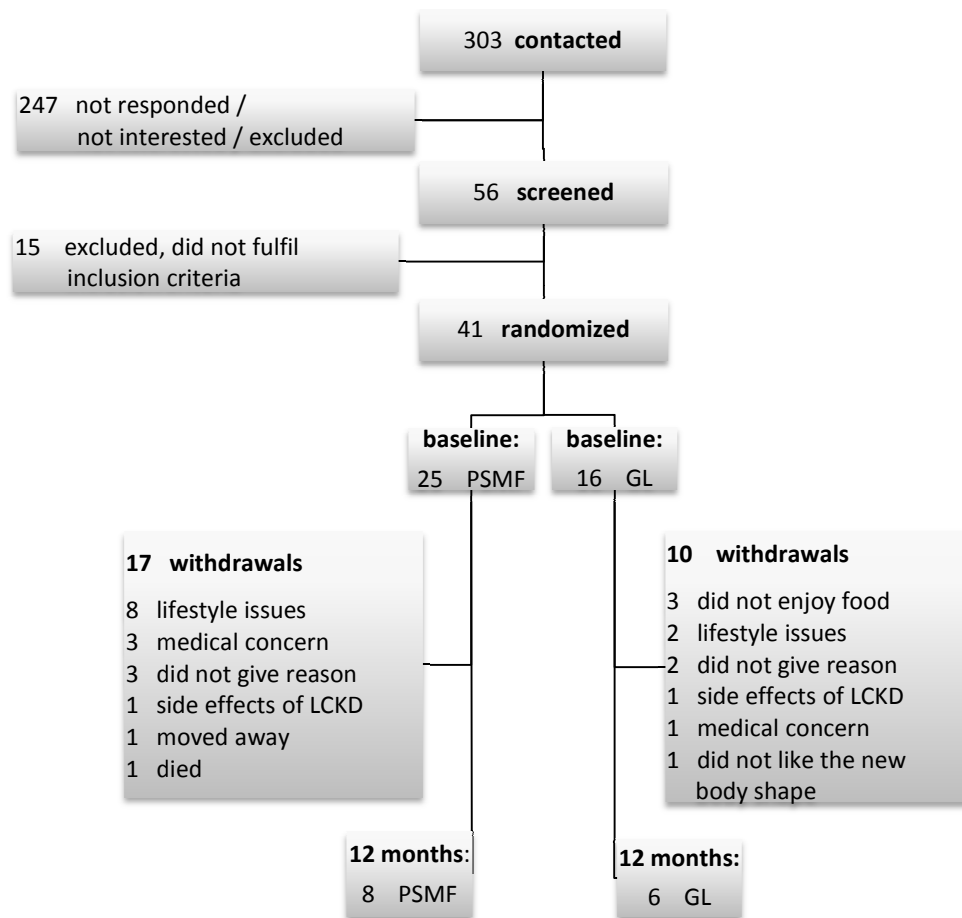 303 contacted
247 not responded /
not interested / excluded
56 screened
15 excluded, did not fulfil
inclusion criteria
41 randomized
baseline:
25 PSMF
baseline:
16 GL
17 withdrawals
8 lifestyle issues
3 medical concern
3 did not give reason
1 side effects of LCKD
1 moved away
1 died
10 withdrawals
3 did not enjoy food
2 lifestyle issues
2 did not give reason
1 side effects of LCKD
1 medical concern
1 did not like the new
body shape
12 months:
8 PSMF
12 months:
6 GL